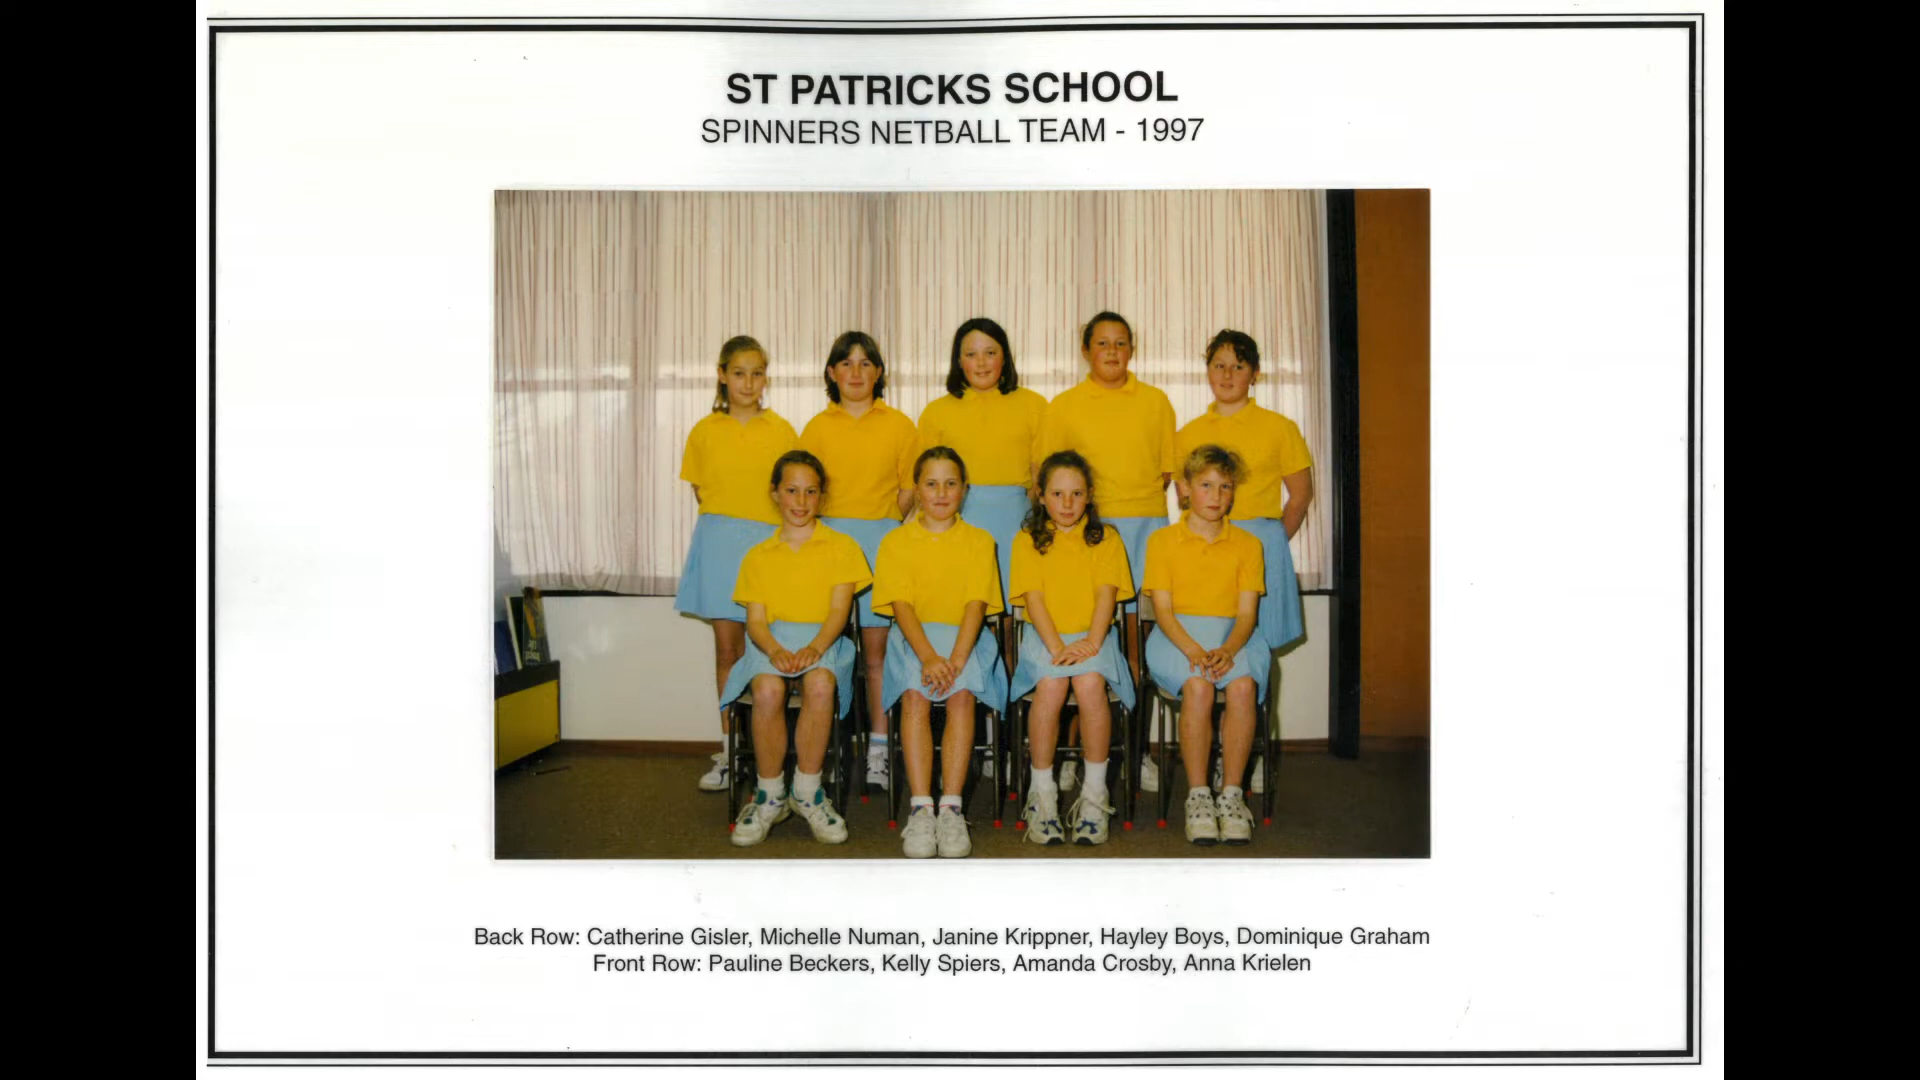 ST PATRICKS SCHOOL
SPINNERS NETBALL TEAM - 1997
Back Row: Catherine Gisler, Michelle Numan, Janine Krippner, Hayley Boys, Dominique Graham
Front Row: Pauline Beckers, Kelly Spiers, Amanda Crosby, Anna Krielen